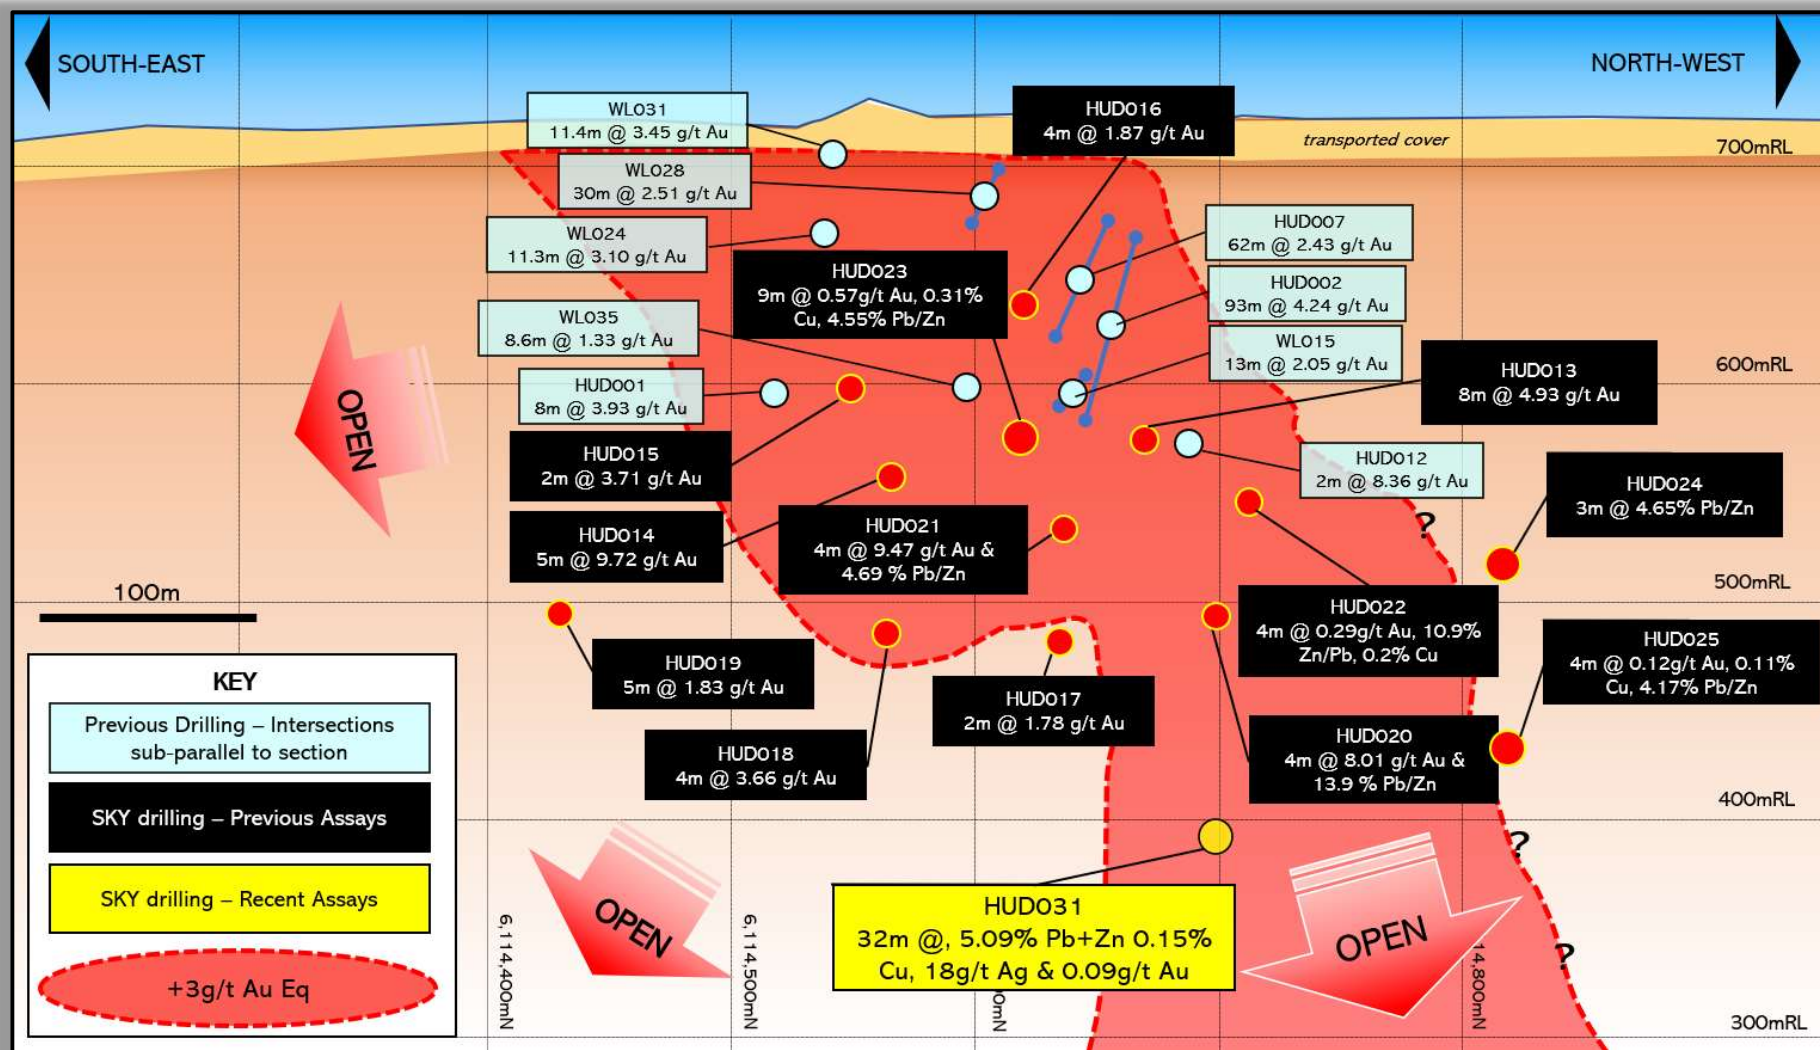 SOUTH-EAST
NORTH-WEST
WL031
11.4m @ 3.45 g/t Au
HUD016
4m @ 1.87 g/t Au
transported cover
700mRL
WL028
30m @ 2.51 g/t Au
WL024
11.3m @ 3.10 g/t Au
HUD007
62m @ 2.43 g/t Au
HUD023
9m @ 0.57g/t Au, 0.31%
Cu, 4.55% Pb/Zn
HUD002
93m @ 4.24 g/t Au
WL035
8.6m @ 1.33 g/t Au
WL015
13m @ 2.05 g/t Au
600mRL
HUD001
8m @ 3.93 g/t Au
HUD013
8m @ 4.93 g/t Au
OPEN
HUD015
2m @ 3.71 g/t Au
HUD012
2m @ 8.36 g/t Au
HUD024
3m @ 4.65% Pb/Zn
?
HUD014
5m @ 9.72 g/t Au
HUD021
4m @ 9.47 g/t Au &
4.69 % Pb/Zn
100m
500mRL
HUD022
4m @ 0.29g/t Au, 10.9%
Zn/Pb, 0.2% Cu
HUD025
4m @ 0.12g/t Au, 0.11%
Cu, 4.17% Pb/Zn
HUD019
5m @ 1.83 g/t Au
HUD017
2m @ 1.78 g/t Au
HUD018
4m @ 3.66 g/t Au
HUD020
4m @ 8.01 g/t Au &
13.9 % Pb/Zn
KEY
Previous Drilling – Intersections
sub-parallel to section
SKY drilling – Previous Assays
SKY drilling – Recent Assays
+3g/t Au Eq
400mRL
?
OPEN
HUD031
32m @, 5.09% Pb+Zn 0.15%
Cu, 18g/t Ag & 0.09g/t Au
OPEN
?
6,114,400mN
6,114,500mN
0mN
14,800mN
300mRL